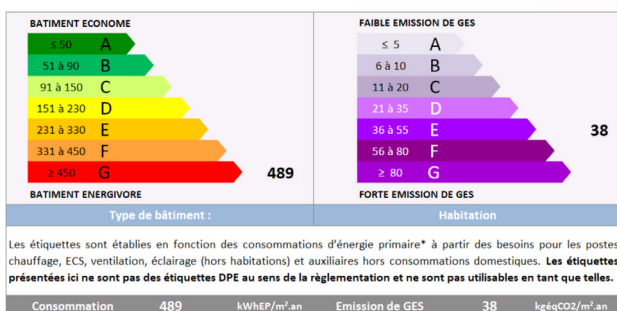 BATIMENT ECONOME
≤ 50 A
51 à 90 B
91 à 150 C
151 à 230 D
231 à 330 E
331 à 450 F
≥ 450 G
489
BATIMENT ENERGIVORE
FAIBLE EMISSION DE GES
≤ 5 A
6 à 10 B
11 à 20 C
21 à 35 D
36 à 55 E
38
56 à 80 F
≥ 80 G
FORTE EMISSION DE GES
Type de bâtiment : Habitation
Les étiquettes sont établies en fonction des consommations d'énergie primaire* à partir des besoins pour les postes
chauffage, ECS, ventilation, éclairage (hors habitations) et auxiliaires hors consommations domestiques. Les étiquettes
présentées ici ne sont pas des étiquettes DPE au sens de la règlementation et ne sont pas utilisables en tant que telles.
Consommation 489 kWhEP/m².an Emission de GES 38 kgéqCO2/m².an